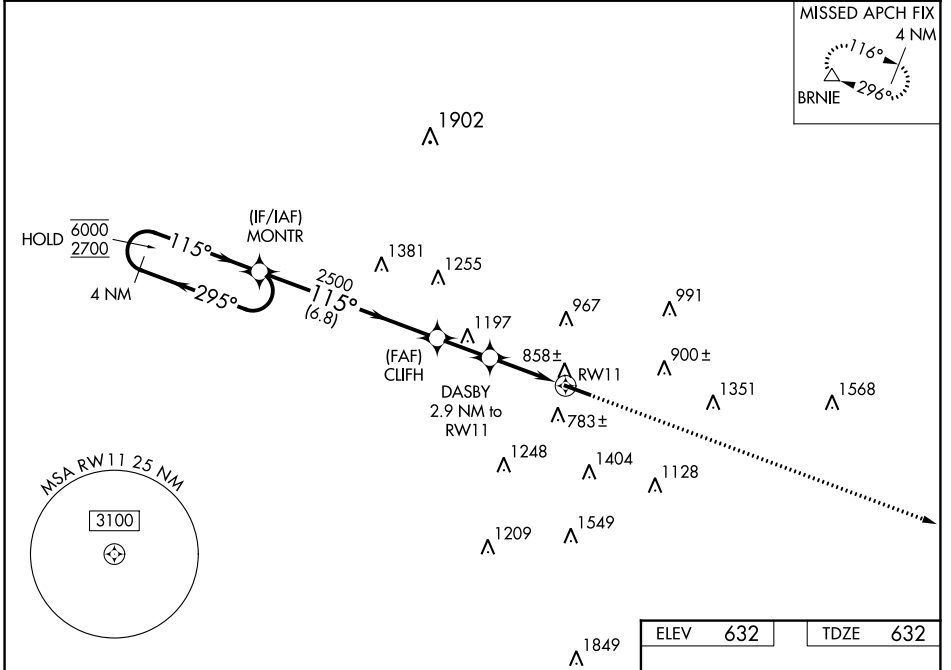 MISSED APCH FIX
4 NM
116°
296°
BRNIE
1902
HOLD 6000
2700
115°
295°
4 NM
(IF/IAF)
MONTR
2500
115°
(6.8)
1381
1255
1197
967
991
(FAF)
CLIFH
DASBY
2.9 NM to
RW11
858±
RW11
900±
783±
1351
1568
1248
1404
1128
1209
1549
1849
MSA RW11 25 NM
3100
ELEV 632
TDZE 632